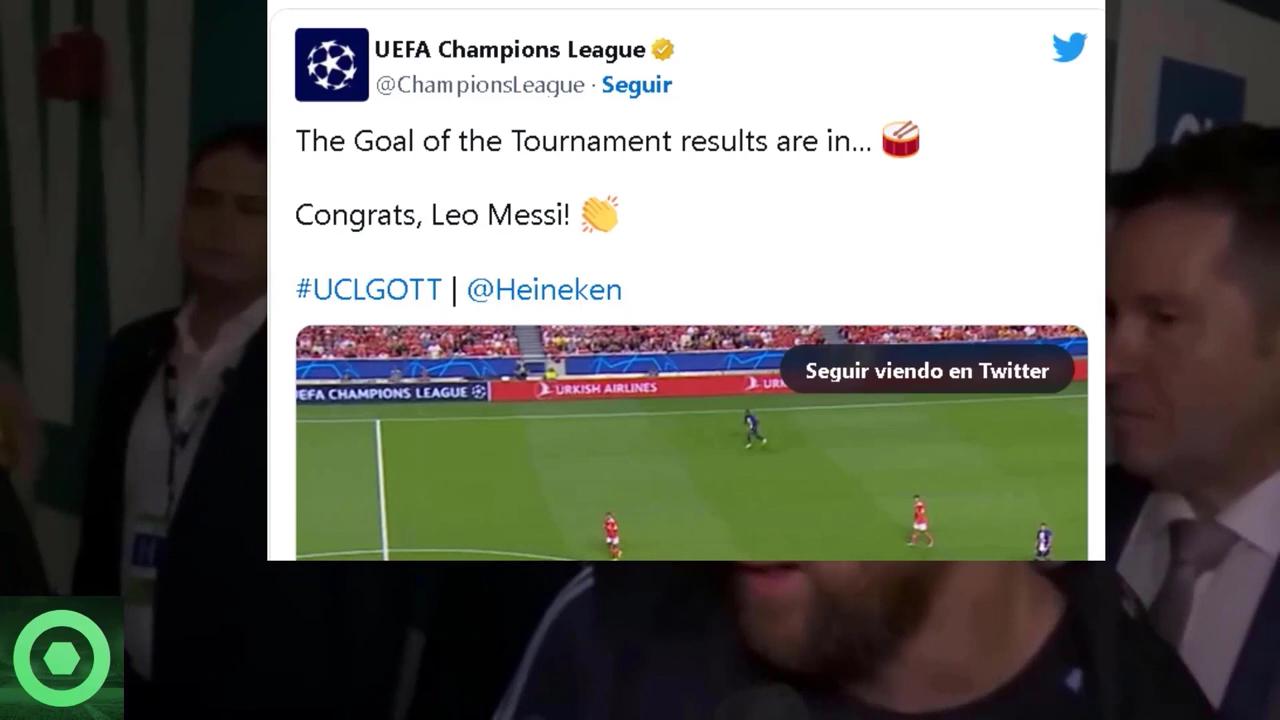 UEFA Champions League
@ChampionsLeague · Seguir
The Goal of the Tournament results are in... 🥁
Congrats, Leo Messi! 👏
#UCLGOTT | @Heineken
Seguir viendo en Twitter
EFA CHAMPIONS LEAGUE
URKISH AIRLINES
UR